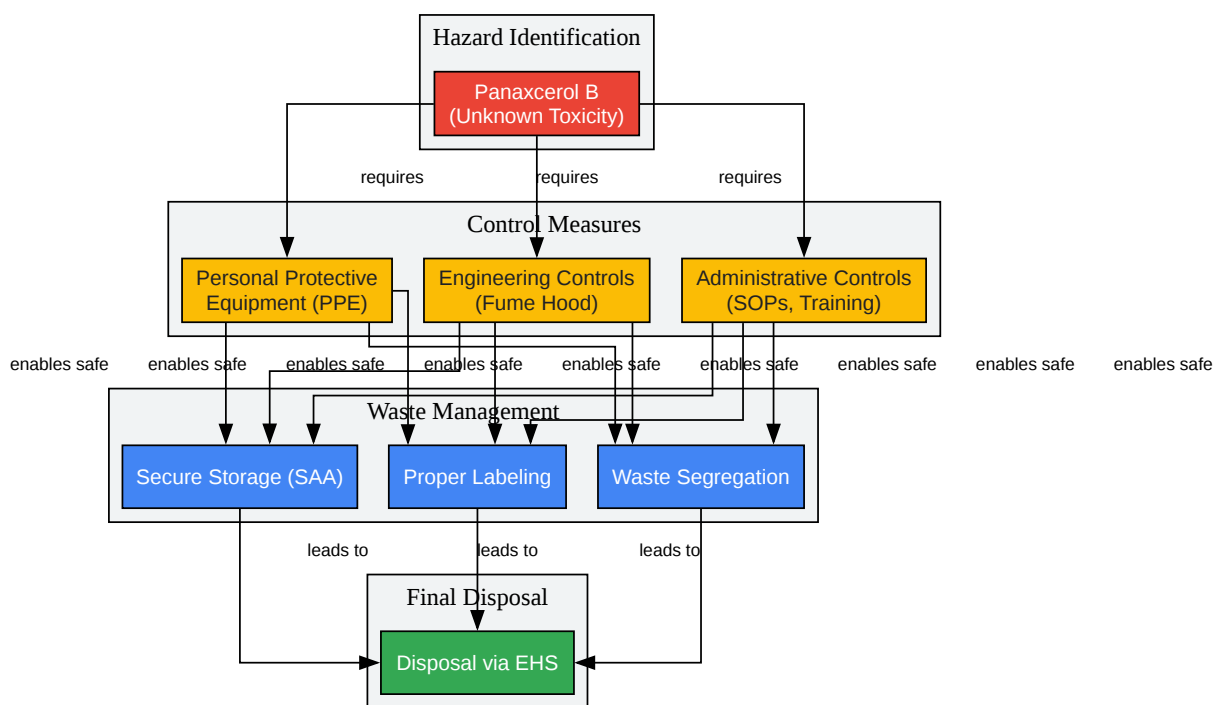 Hazard Identification
Panaxcerol B
(Unknown Toxicity)
requires
requires
requires
Control Measures
Personal Protective
Equipment (PPE)
Engineering Controls
(Fume Hood)
Administrative Controls
(SOPs, Training)
enables safe
enables safe
enables safe
enables safe
enables safe
enables safe
enables safe
enables safe
enables safe
Waste Management
Secure Storage (SAA)
Proper Labeling
Waste Segregation
leads to
leads to
leads to
Final Disposal
Disposal via EHS